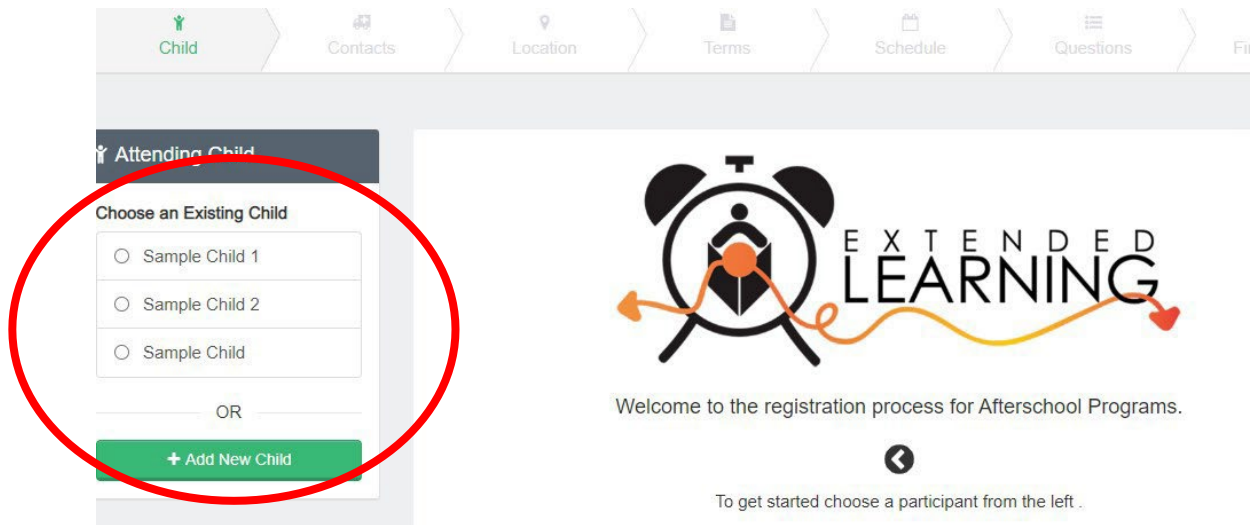 Child
Contacts
Location
Terms
Schedule
Questions
Attending Child
Choose an Existing Child
Sample Child 1
Sample Child 2
Sample Child
OR
+ Add New Child
EXTENDED
LEARNING
Welcome to the registration process for Afterschool Programs.
To get started choose a participant from the left .